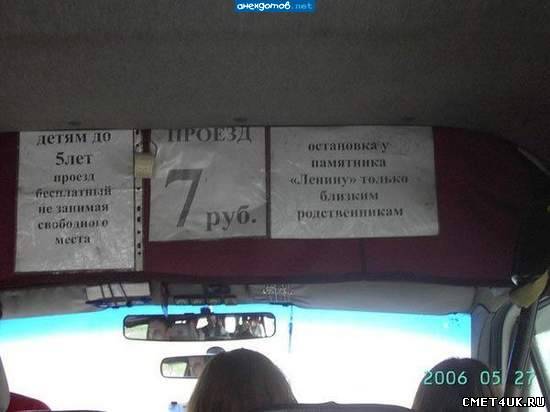 анекдотов.net
детям до
5лет
проезд
бесплатный
не занимая
свободного
места
ПРОЕЗД
7 руб.
остановка у
памятника
«Ленину» только
близким
родственникам
2006 05 27
CMET4UK.RU